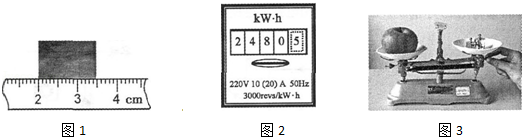 2 3 4 cm
图1
kW·h
2 4 8 0 5
220V 10 (20) A 50Hz
3000revs/kW·h
图2
图3